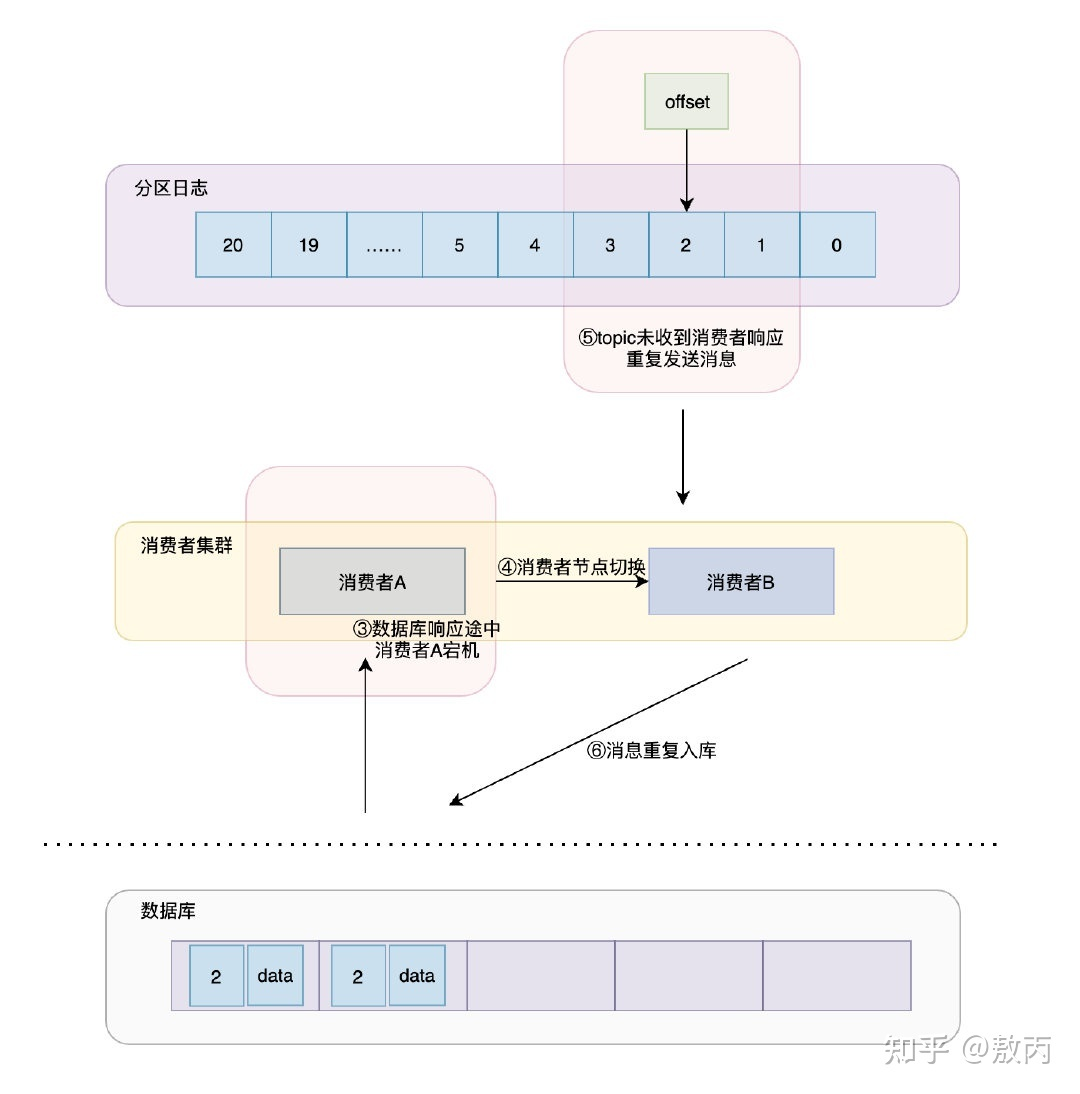 offset
分区日志
20 19 ...... 5 4 3 2 1 0
⑤topic未收到消费者响应
重复发送消息
消费者集群
消费者A
④消费者节点切换
消费者B
③数据库响应途中
消费者A宕机
⑥消息重复入库
数据库
2 data 2 data
知乎 @敖丙